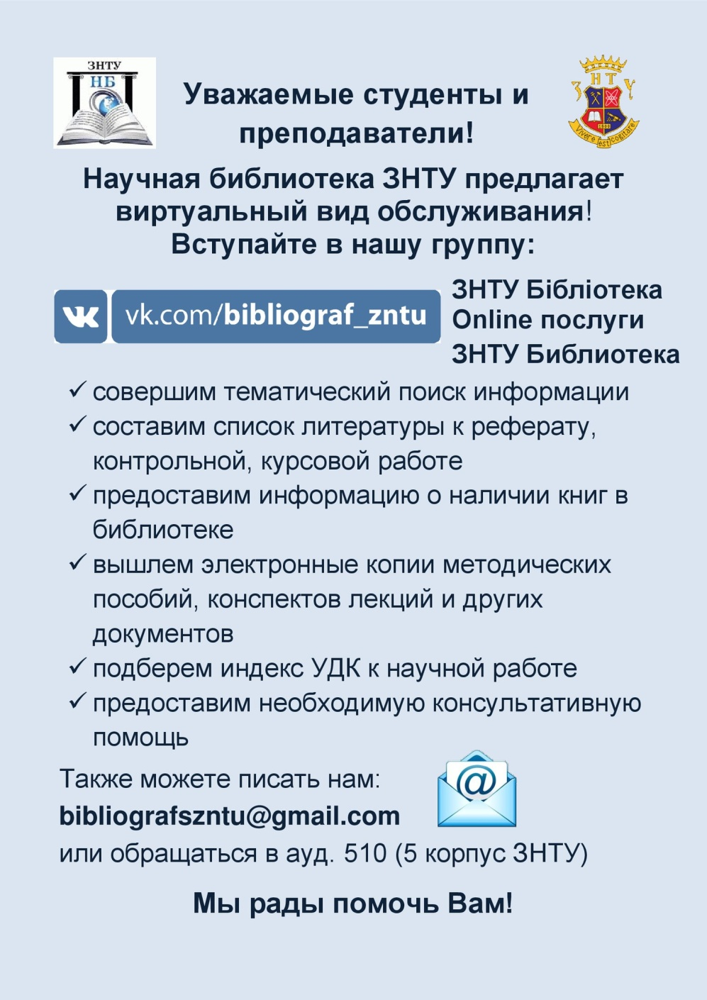 ЗНТУ
НБ
З Н Т У
1900
Vivere est cogitare
Уважаемые студенты и
преподаватели!
Научная библиотека ЗНТУ предлагает
виртуальный вид обслуживания!
Вступайте в нашу группу:
vk.com/bibliograf_zntu
ЗНТУ Бібліотека
Online послуги
ЗНТУ Библиотека
✓ совершим тематический поиск информации
✓ составим список литературы к реферату,
контрольной, курсовой работе
✓ предоставим информацию о наличии книг в
библиотеке
✓ вышлем электронные копии методических
пособий, конспектов лекций и других
документов
✓ подберем индекс УДК к научной работе
✓ предоставим необходимую консультативную
помощь
Также можете писать нам:
bibliografszntu@gmail.com
@
или обращаться в ауд. 510 (5 корпус ЗНТУ)
Мы рады помочь Вам!